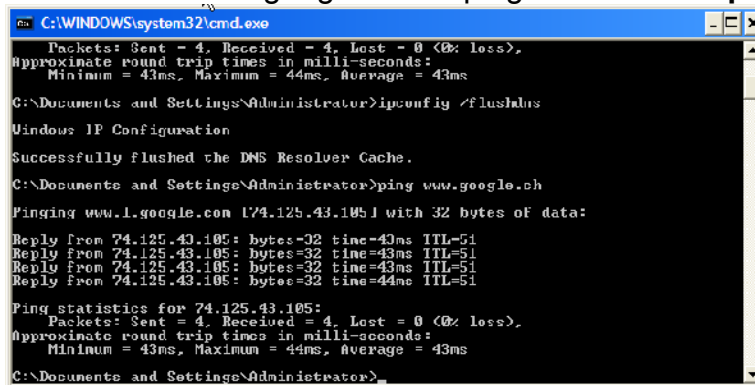 C:\WINDOWS\system32\cmd.exe
Packets: Sent = 4, Received = 4, Lost = 0 (0% loss),
Approximate round trip times in milli-seconds:
Minimum = 43ms, Maximum = 44ms, Average = 43ms
C:\Documents and Settings\Administrator>ipconfig /flushdns
Windows IP Configuration
Successfully flushed the DNS Resolver Cache.
C:\Documents and Settings\Administrator>ping www.google.ch
Pinging www.l.google.com [74.125.43.105] with 32 bytes of data:
Reply from 74.125.43.105: bytes=32 time=43ms TTL=51
Reply from 74.125.43.105: bytes=32 time=43ms TTL=51
Reply from 74.125.43.105: bytes=32 time=43ms TTL=51
Reply from 74.125.43.105: bytes=32 time=44ms TTL=51
Ping statistics for 74.125.43.105:
Packets: Sent = 4, Received = 4, Lost = 0 (0% loss),
Approximate round trip times in milli-seconds:
Minimum = 43ms, Maximum = 44ms, Average = 43ms
C:\Documents and Settings\Administrator>_